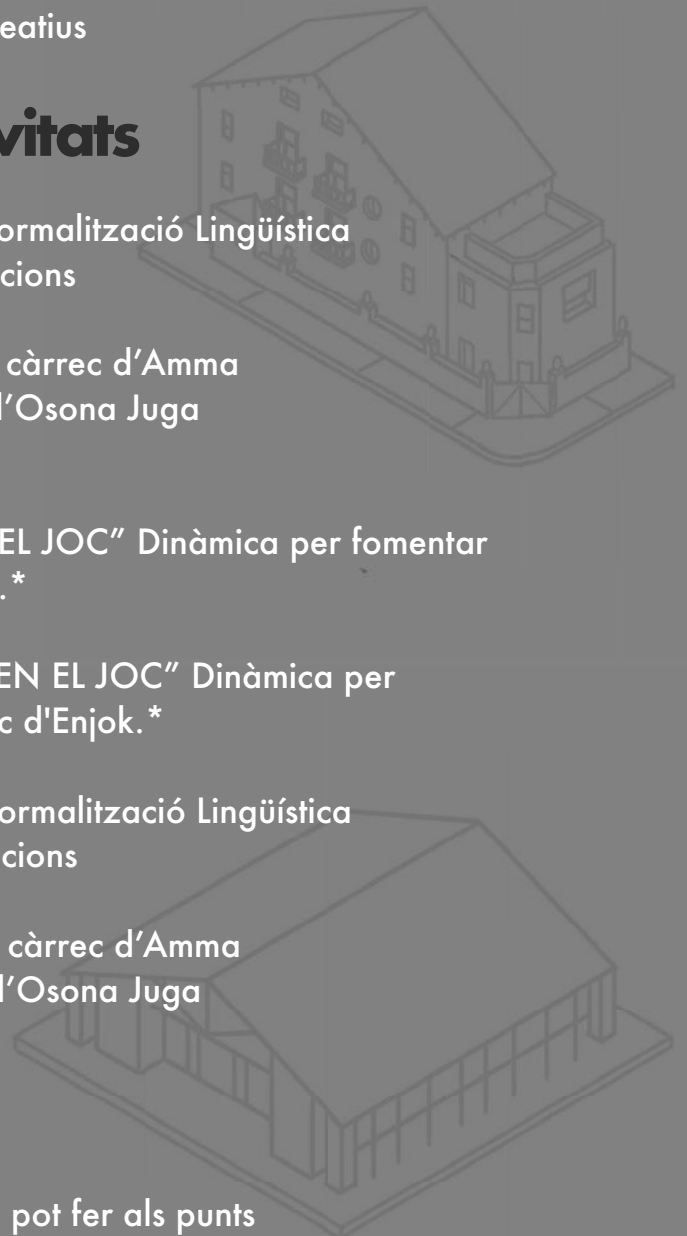 eatius
vitats
ormalització Lingüística
cions
càrrec d’Amma
l’Osona Juga
EL JOC” Dinàmica per fomentar
.*
EN EL JOC” Dinàmica per
c d'Enjok.*
ormalització Lingüística
cions
càrrec d’Amma
l’Osona Juga
pot fer als punts